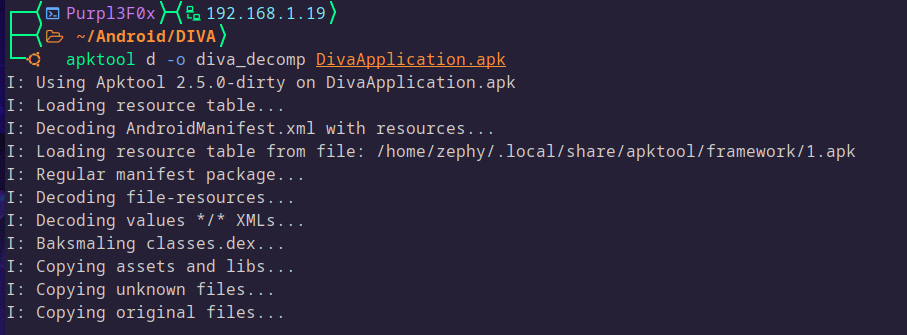 Purpl3F0x 192.168.1.19
~/Android/DIVA
apktool d -o diva_decomp DivaApplication.apk
I: Using Apktool 2.5.0-dirty on DivaApplication.apk
I: Loading resource table...
I: Decoding AndroidManifest.xml with resources...
I: Loading resource table from file: /home/zephy/.local/share/apktool/framework/1.apk
I: Regular manifest package...
I: Decoding file-resources...
I: Decoding values */* XMLs...
I: Baksmaling classes.dex...
I: Copying assets and libs...
I: Copying unknown files...
I: Copying original files...